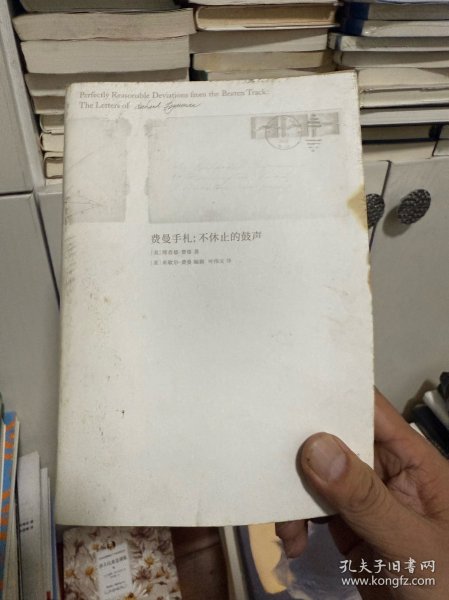 Perfectly Reasonable Deviations from the Beaten Track:
The Letters of Richard Feynman
费曼手札：不休止的鼓声
［美］理查德·费曼 著
［美］米歇尔·费曼 编辑 叶伟文 译
孔夫子旧书网
www.kongfz.com